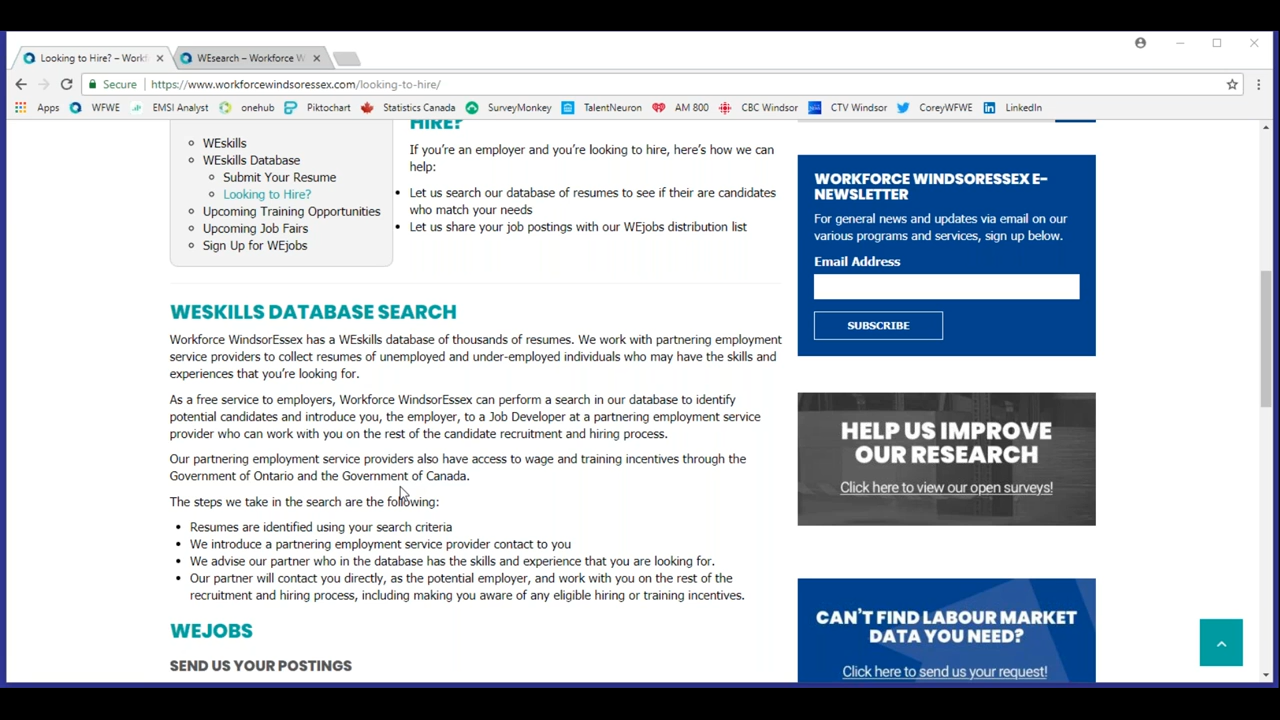 Looking to Hire? – Work
WEsearch – Workforce W
Secure
https://www.workforcewindsoressex.com/looking-to-hire/
Apps WFWE EMSI Analyst onehub Piktochart Statistics Canada SurveyMonkey TalentNeuron AM 800 CBC Windsor CTV Windsor CoreyWFWE LinkedIn
WEskills
WEskills Database
Submit Your Resume
Looking to Hire?
Upcoming Training Opportunities
Upcoming Job Fairs
Sign Up for WEjobs
HIRE?
If you're an employer and you're looking to hire, here's how we can
help:
Let us search our database of resumes to see if their are candidates
who match your needs
Let us share your job postings with our WEjobs distribution list
WESKILLS DATABASE SEARCH
Workforce WindsorEssex has a WEskills database of thousands of resumes. We work with partnering employment
service providers to collect resumes of unemployed and under-employed individuals who may have the skills and
experiences that you're looking for.
As a free service to employers, Workforce WindsorEssex can perform a search in our database to identify
potential candidates and introduce you, the employer, to a Job Developer at a partnering employment service
provider who can work with you on the rest of the candidate recruitment and hiring process.
Our partnering employment service providers also have access to wage and training incentives through the
Government of Ontario and the Government of Canada.
The steps we take in the search are the following:
Resumes are identified using your search criteria
We introduce a partnering employment service provider contact to you
We advise our partner who in the database has the skills and experience that you are looking for.
Our partner will contact you directly, as the potential employer, and work with you on the rest of the
recruitment and hiring process, including making you aware of any eligible hiring or training incentives.
WEJOBS
SEND US YOUR POSTINGS
WORKFORCE WINDSORESSEX E-
NEWSLETTER
For general news and updates via email on our
various programs and services, sign up below.
Email Address
SUBSCRIBE
HELP US IMPROVE
OUR RESEARCH
Click here to view our open surveys!
CAN'T FIND LABOUR MARKET
DATA YOU NEED?
Click here to send us your request!